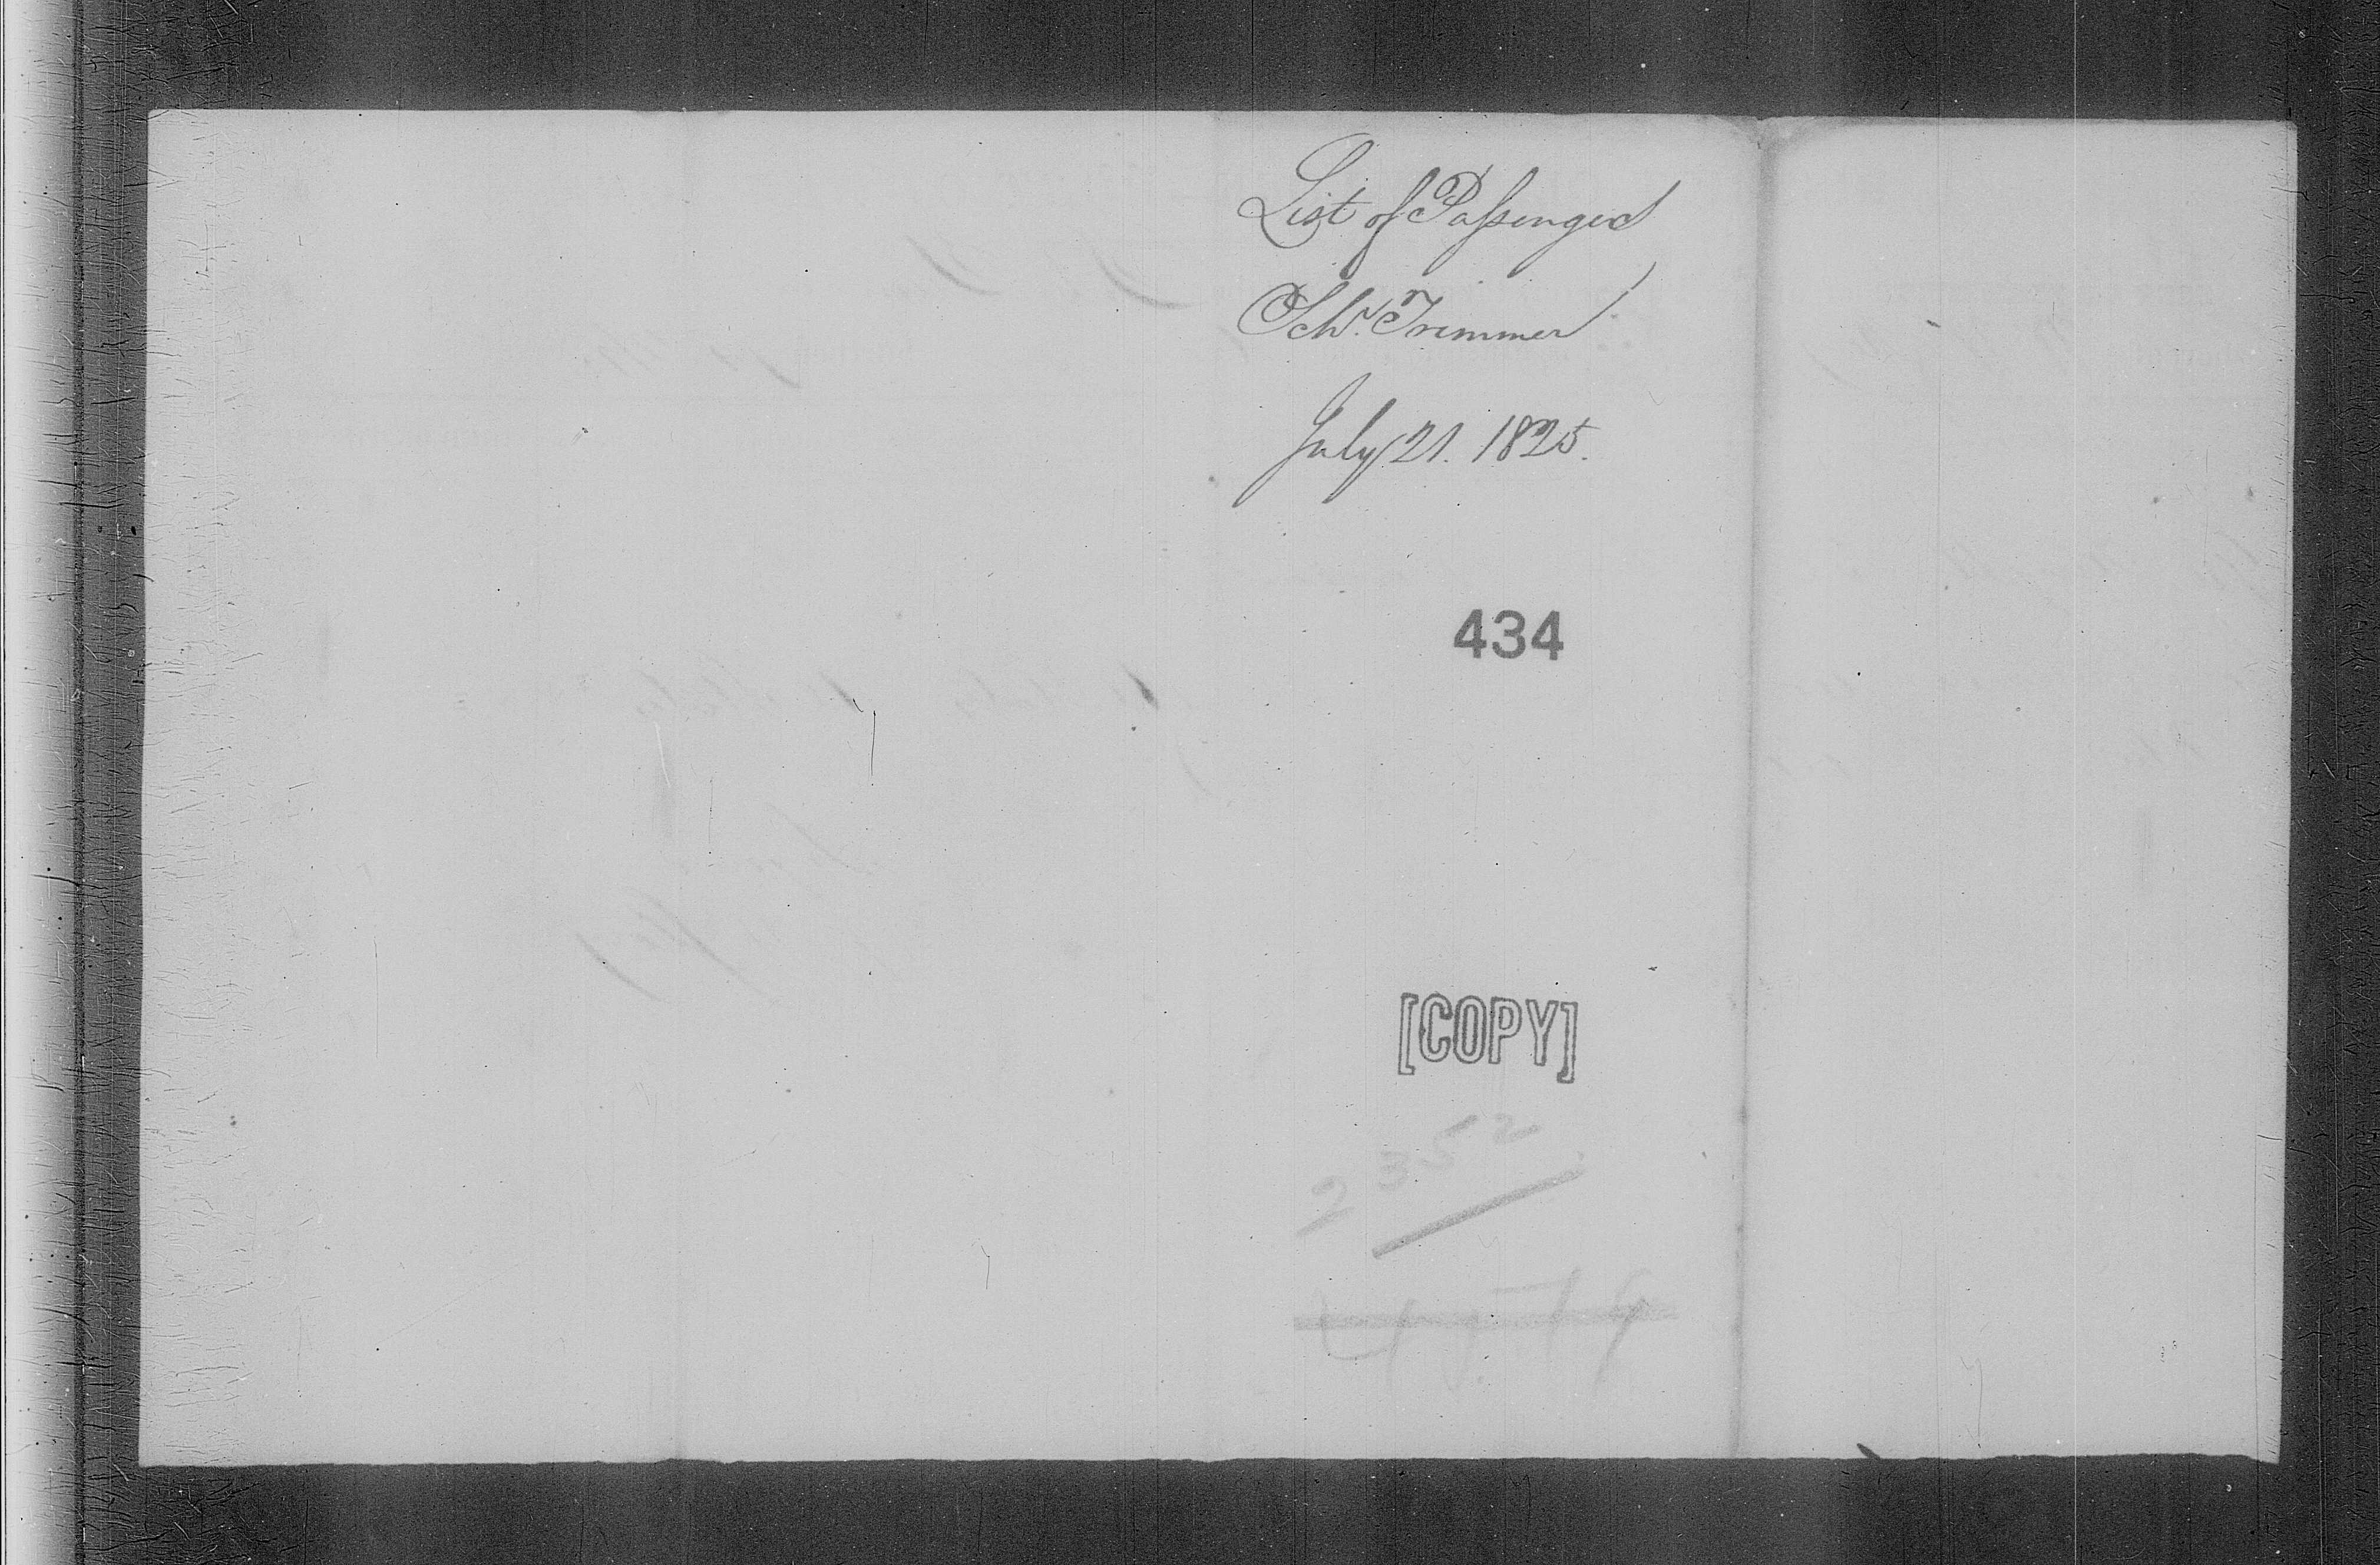 List of Passengers
Schr. Trimmer
July 21. 1825.
434
[COPY]
2352